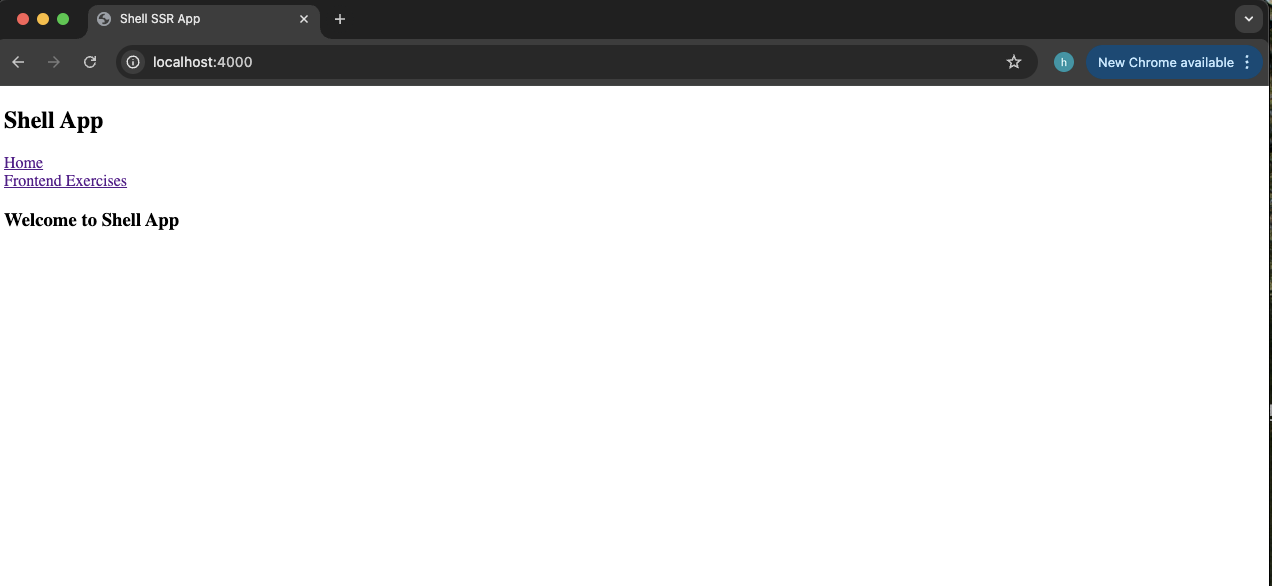 Shell SSR App
localhost:4000
h
New Chrome available
Shell App
Home
Frontend Exercises
Welcome to Shell App